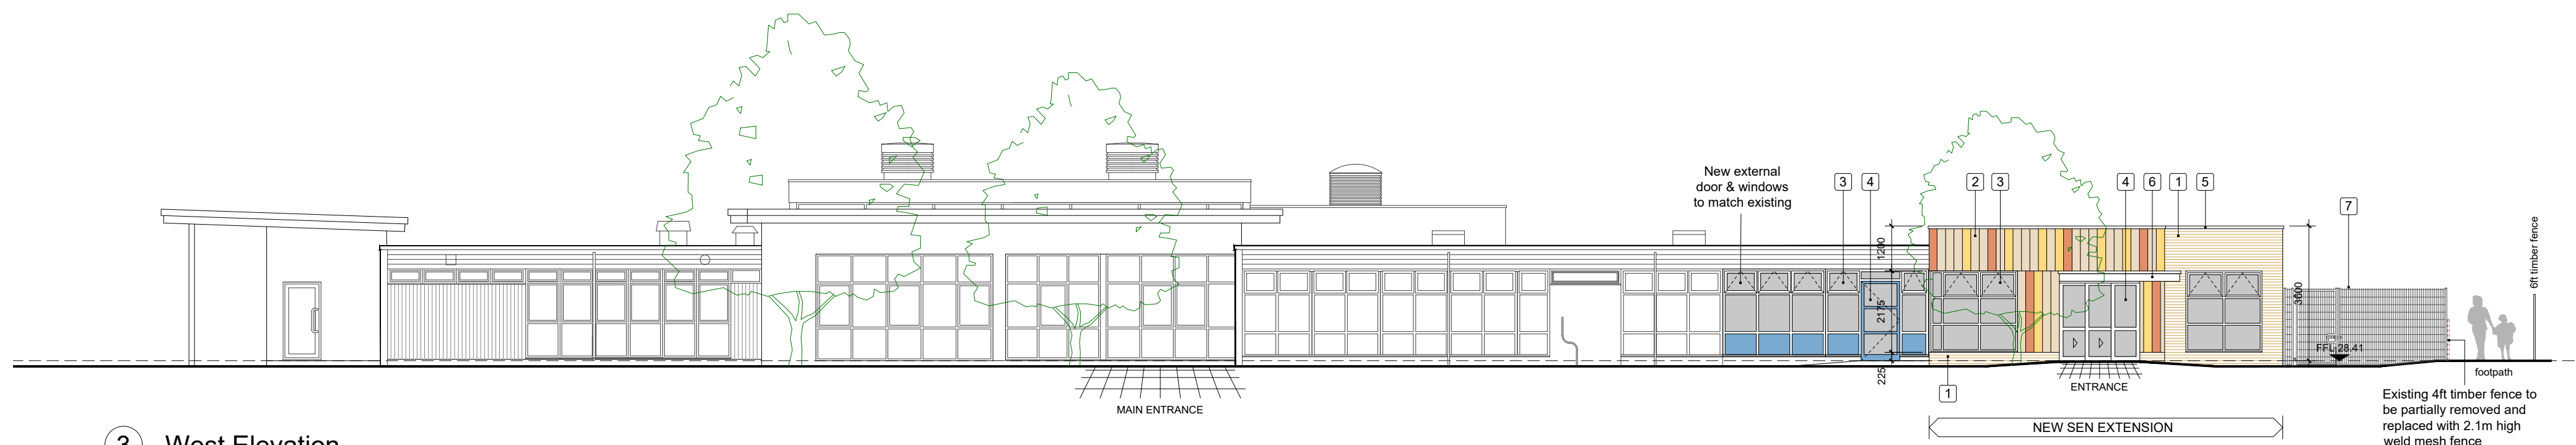 New external
door & windows
to match existing
3
4
2
3
4
6
1
5
7
1200
2175
225
3600
6ft timber fence
FFL 28.41
footpath
1
ENTRANCE
MAIN ENTRANCE
NEW SEN EXTENSION
Existing 4ft timber fence to
be partially removed and
replaced with 2.1m high
weld mesh fence
3
West Elevation